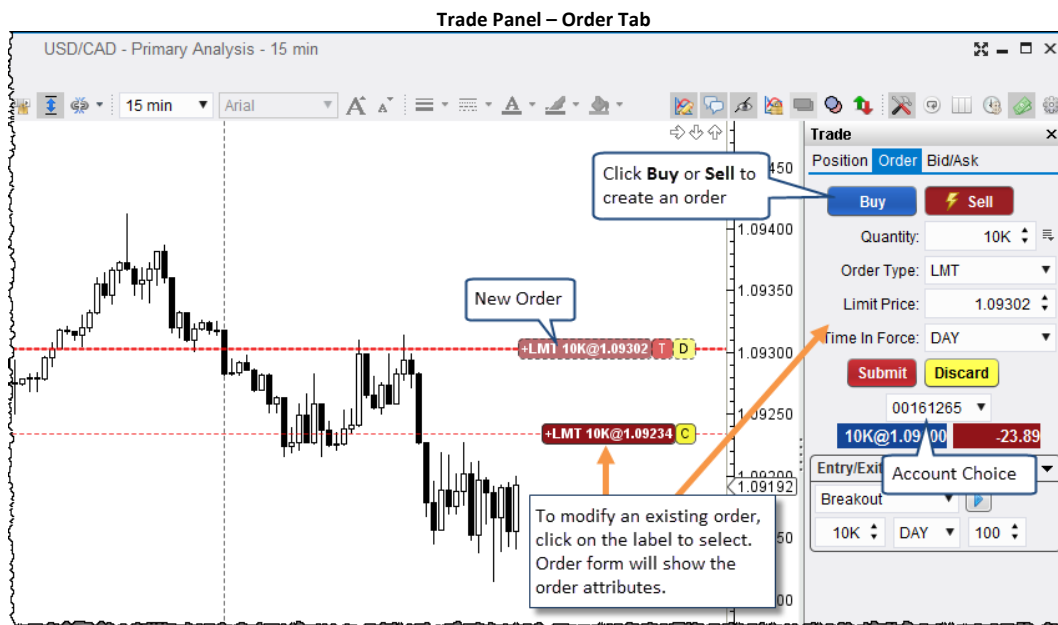 Trade Panel – Order Tab
USD/CAD - Primary Analysis - 15 min
15 min
Arial
A
A
A
Trade
Position Order Bid/Ask
Click Buy or Sell to
create an order
Buy
Sell
Quantity: 10K
Order Type: LMT
Limit Price: 1.09302
Time In Force: DAY
Submit Discard
00161265
-23.89
Account Choice
Breakout
10K DAY 100
1.09400
1.09350
1.09300
1.09192
New Order
+LMT 10K@1.09302 T D
+LMT 10K@1.09234 C
To modify an existing order,
click on the label to select.
Order form will show the
order attributes.